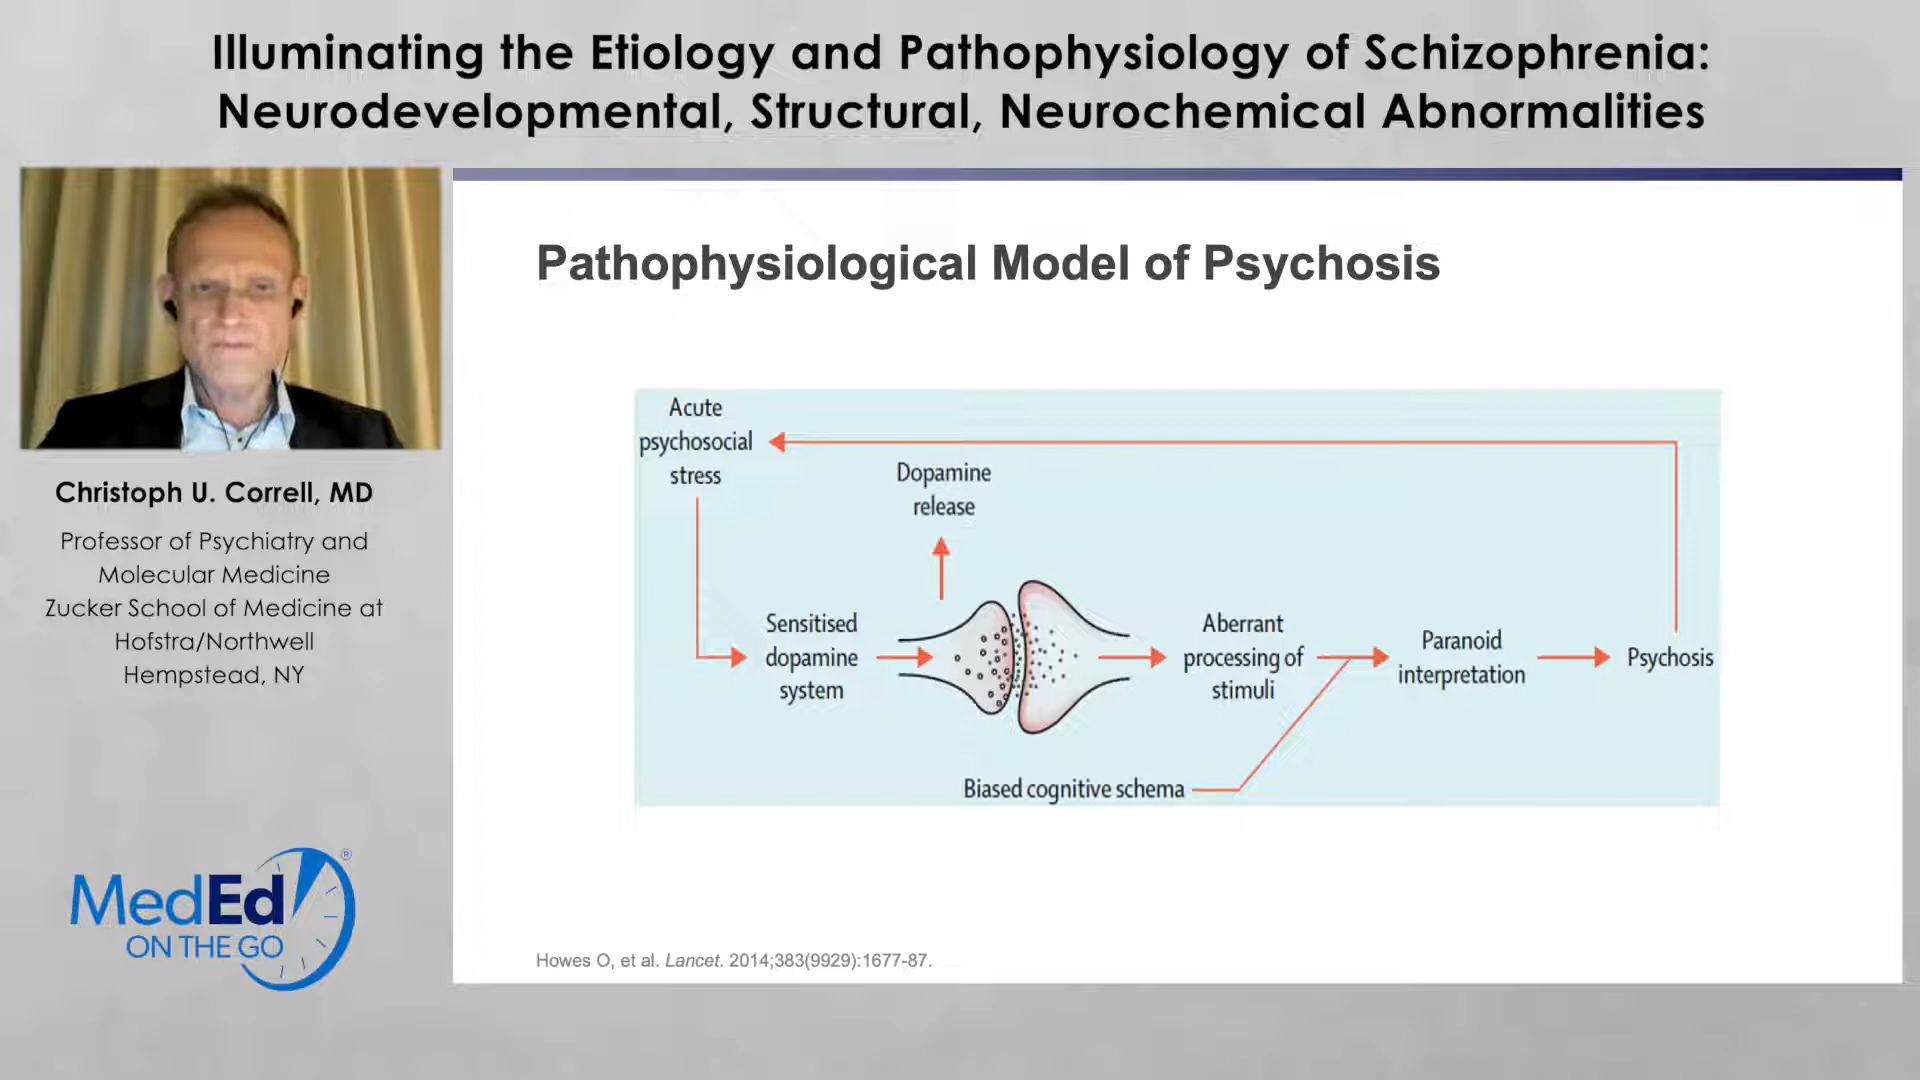 Illuminating the Etiology and Pathophysiology of Schizophrenia:
Neurodevelopmental, Structural, Neurochemical Abnormalities
Christoph U. Correll, MD
Professor of Psychiatry and
Molecular Medicine
Zucker School of Medicine at
Hofstra/Northwell
Hempstead, NY
MedEd®
ON THE GO
Pathophysiological Model of Psychosis
Acute
psychosocial
stress
Dopamine
release
Sensitised
dopamine
system
Aberrant
processing of
stimuli
Paranoid
interpretation
Psychosis
Biased cognitive schema
Howes O, et al. Lancet. 2014;383(9929):1677-87.